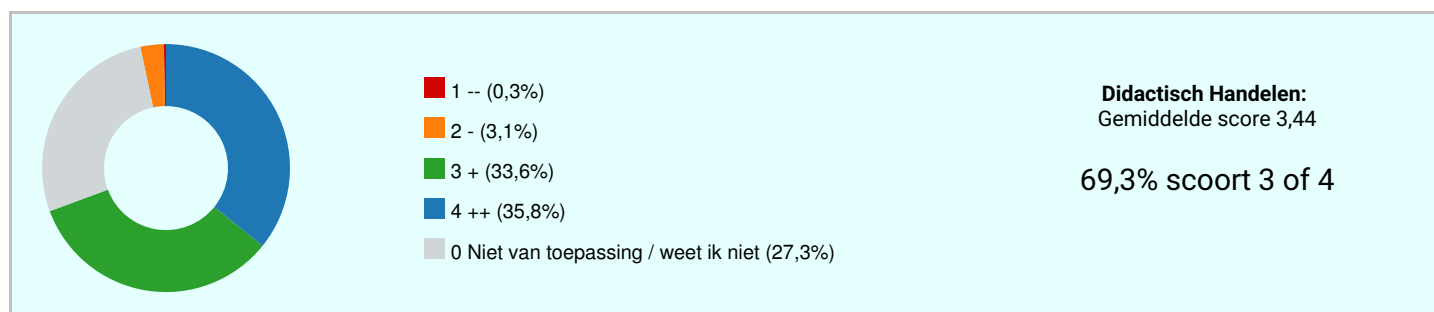 1 -- (0,3%)
2 - (3,1%)
3 + (33,6%)
4 ++ (35,8%)
0 Niet van toepassing / weet ik niet (27,3%)
Didactisch Handelen:
Gemiddelde score 3,44
69,3% scoort 3 of 4